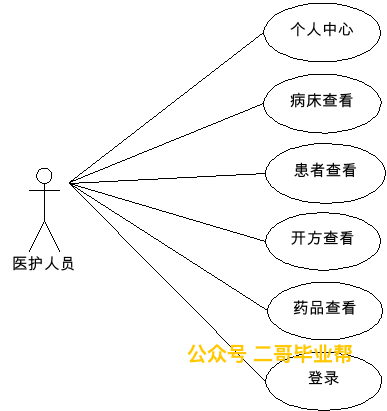 个人中心
病床查看
患者查看
开方查看
医护人员
药品查看
公众号 二哥毕业帮
登录